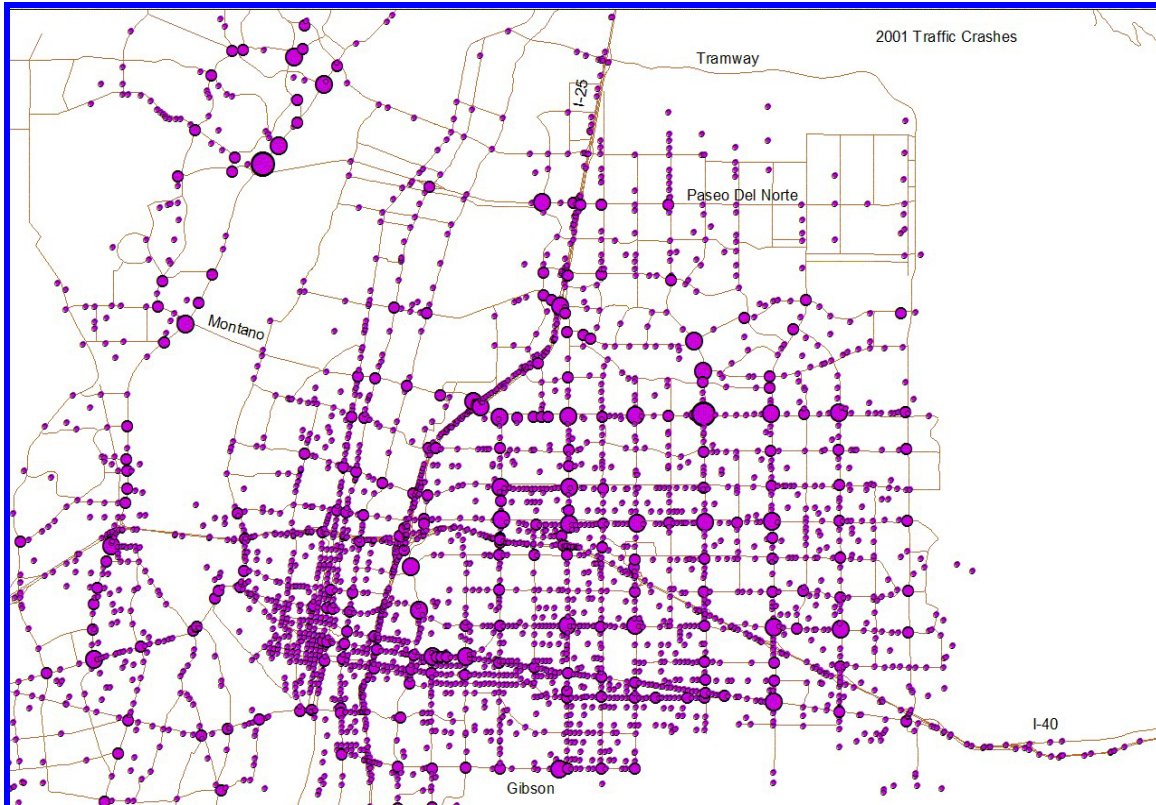 2001 Traffic Crashes
Tramway
I-25
Paseo Del Norte
Montano
I-40
Gibson